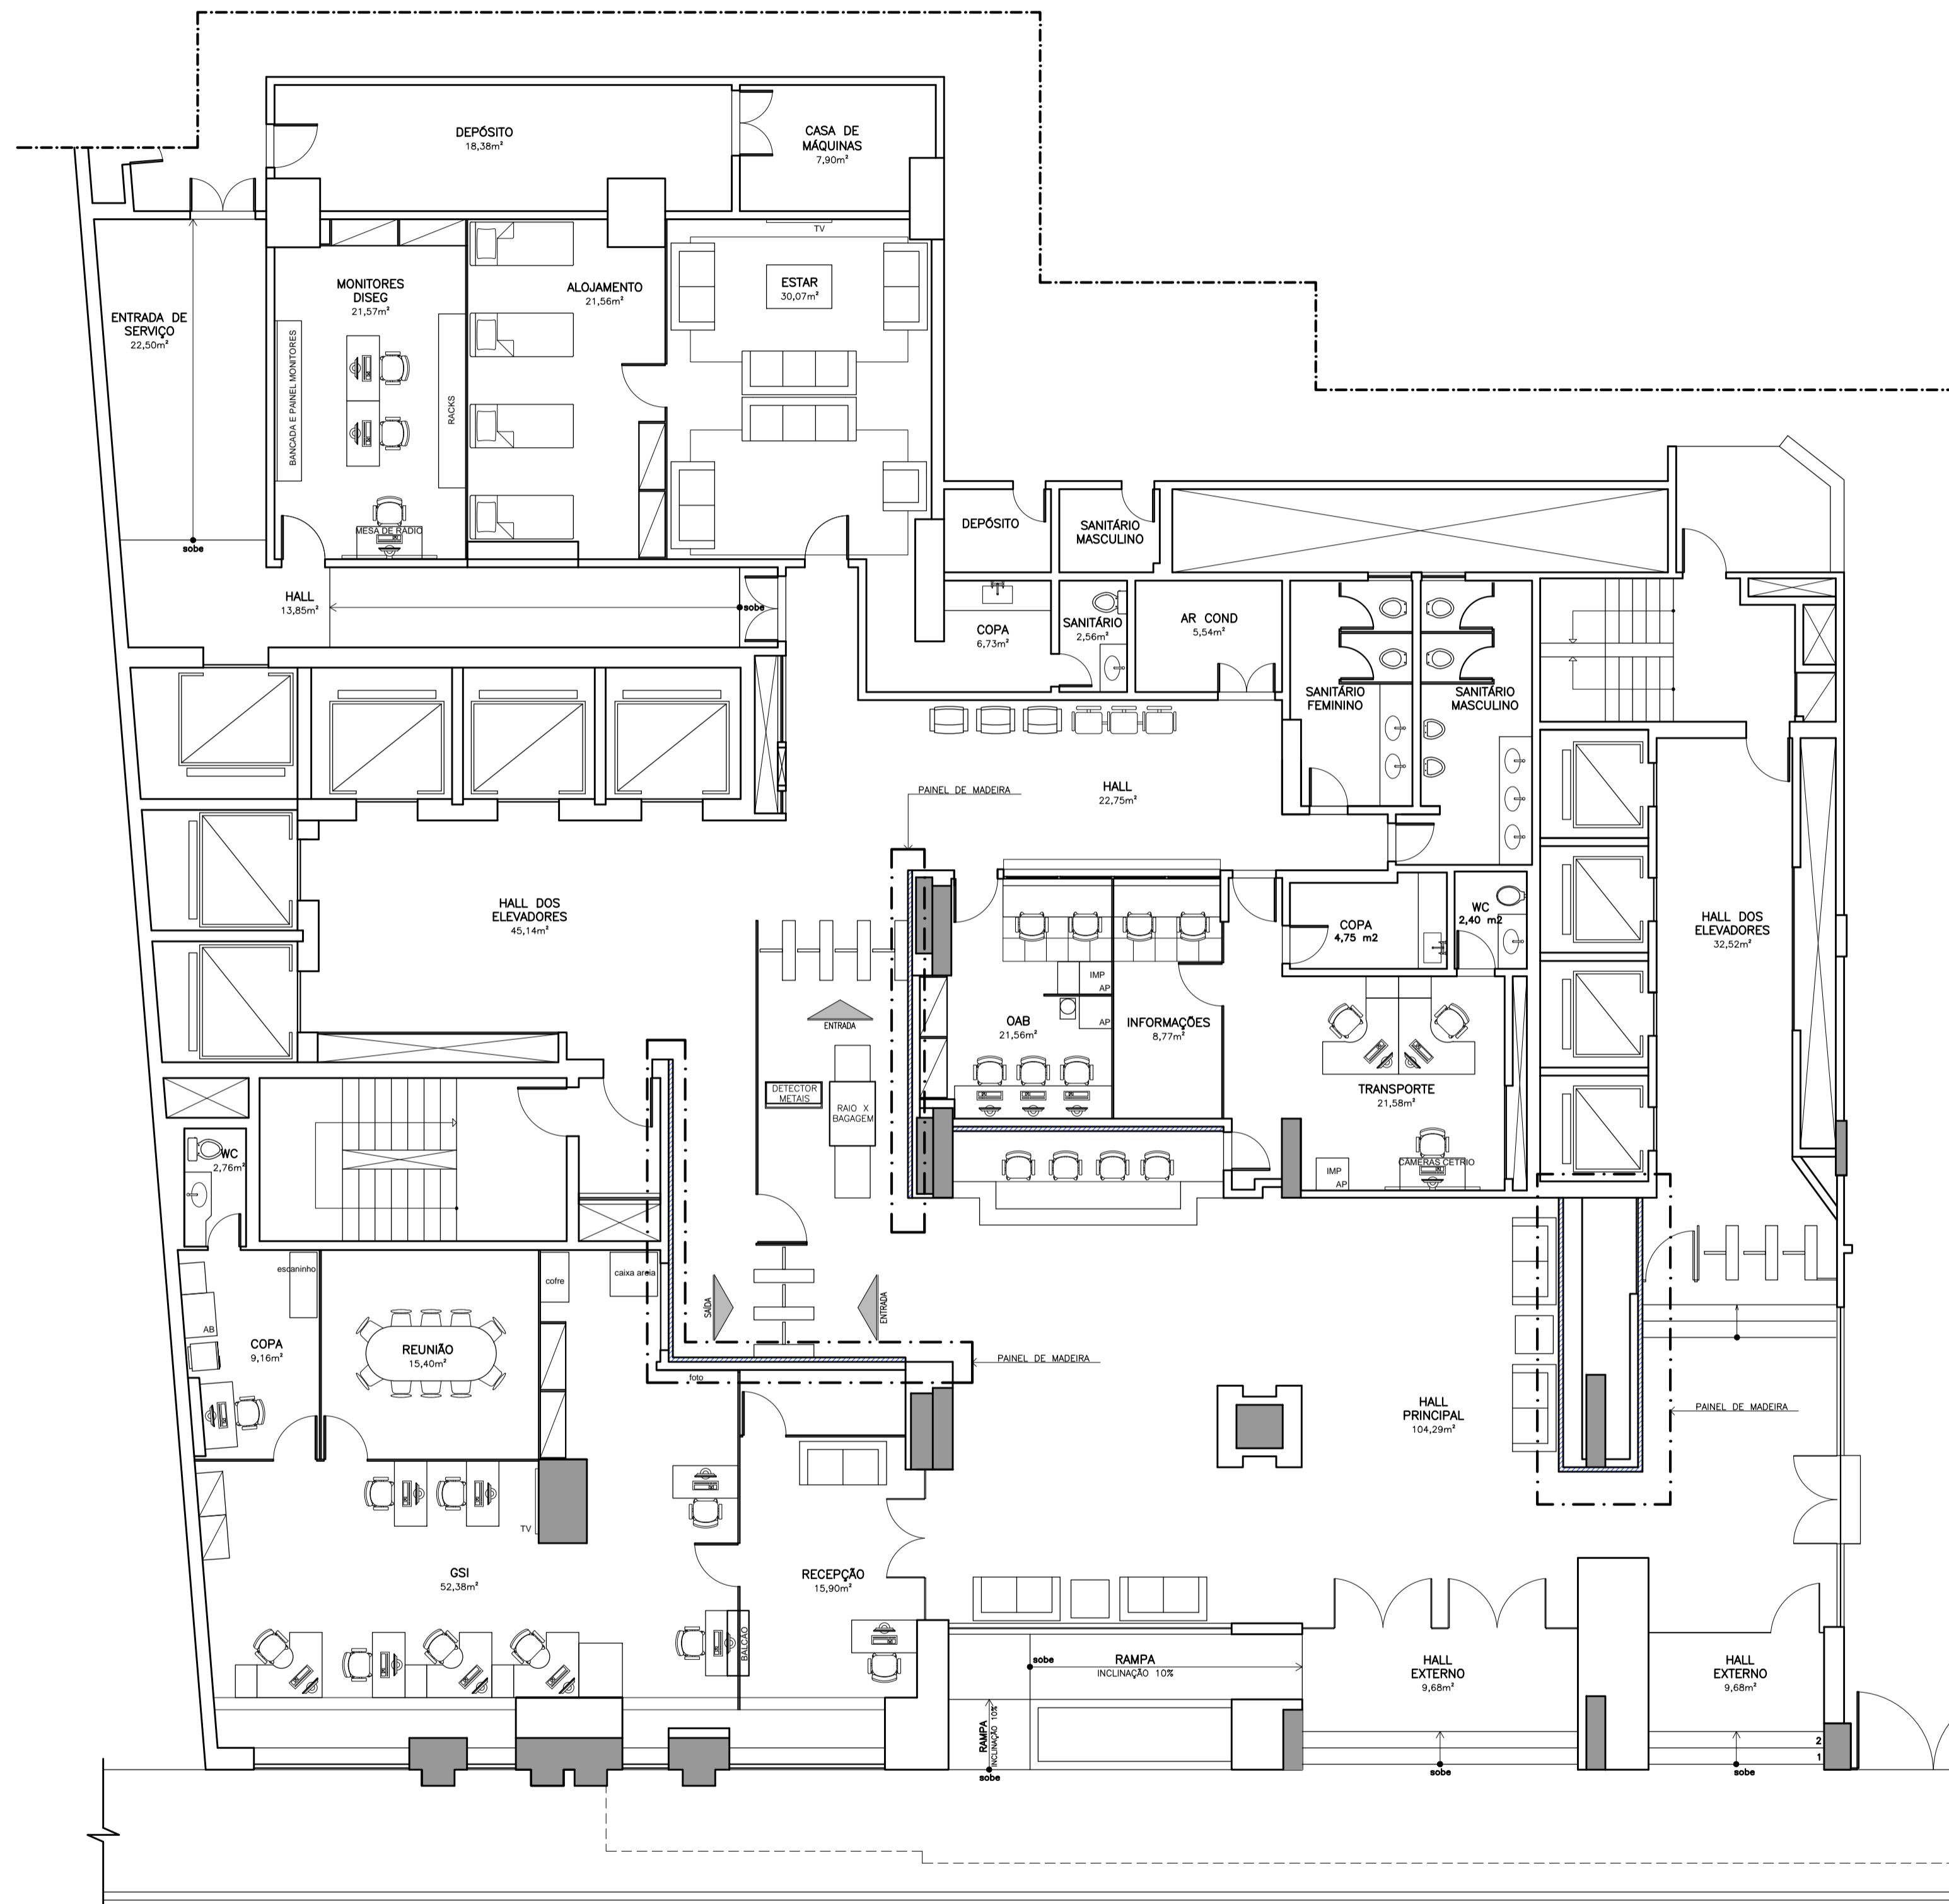 DEPÓSITO
18,38m²
CASA DE
MÁQUINAS
7,90m²
TV
MONITORES
DISEG
21,57m²
ALOJAMENTO
21,56m²
ESTAR
30,07m²
ENTRADA DE
SERVIÇO
22,50m²
BANCADA E PAINEL MONITORES
RACKS
MESA DE RADIO
sobe
DEPÓSITO
SANITÁRIO
MASCULINO
HALL
13,85m²
sobe
COPA
6,73m²
SANITÁRIO
2,56m²
AR COND
5,54m²
SANITÁRIO
FEMININO
SANITÁRIO
MASCULINO
PAINEL DE MADEIRA
HALL
22,75m²
HALL DOS
ELEVADORES
45,14m²
COPA
4,75 m2
WC
2,40 m2
HALL DOS
ELEVADORES
32,52m²
IMP
AP
AP
ENTRADA
OAB
21,56m²
INFORMAÇÕES
8,77m²
DETECTOR
METAIS
RAIO X
BAGAGEM
TRANSPORTE
21,58m²
CÂMERAS CETRIO
IMP
AP
WC
2,76m²
escaninho
cofre
caixa areia
SAÍDA
ENTRADA
AB
COPA
9,16m²
REUNIÃO
15,40m²
PAINEL DE MADEIRA
foto
HALL
PRINCIPAL
104,29m²
PAINEL DE MADEIRA
TV
GSI
52,38m²
RECEPÇÃO
15,90m²
BALCÃO
sobe
RAMPA
INCLINAÇÃO 10%
HALL
EXTERNO
9,68m²
HALL
EXTERNO
9,68m²
RAMPA
INCLINAÇÃO 10%
2
1
sobe
sobe
sobe